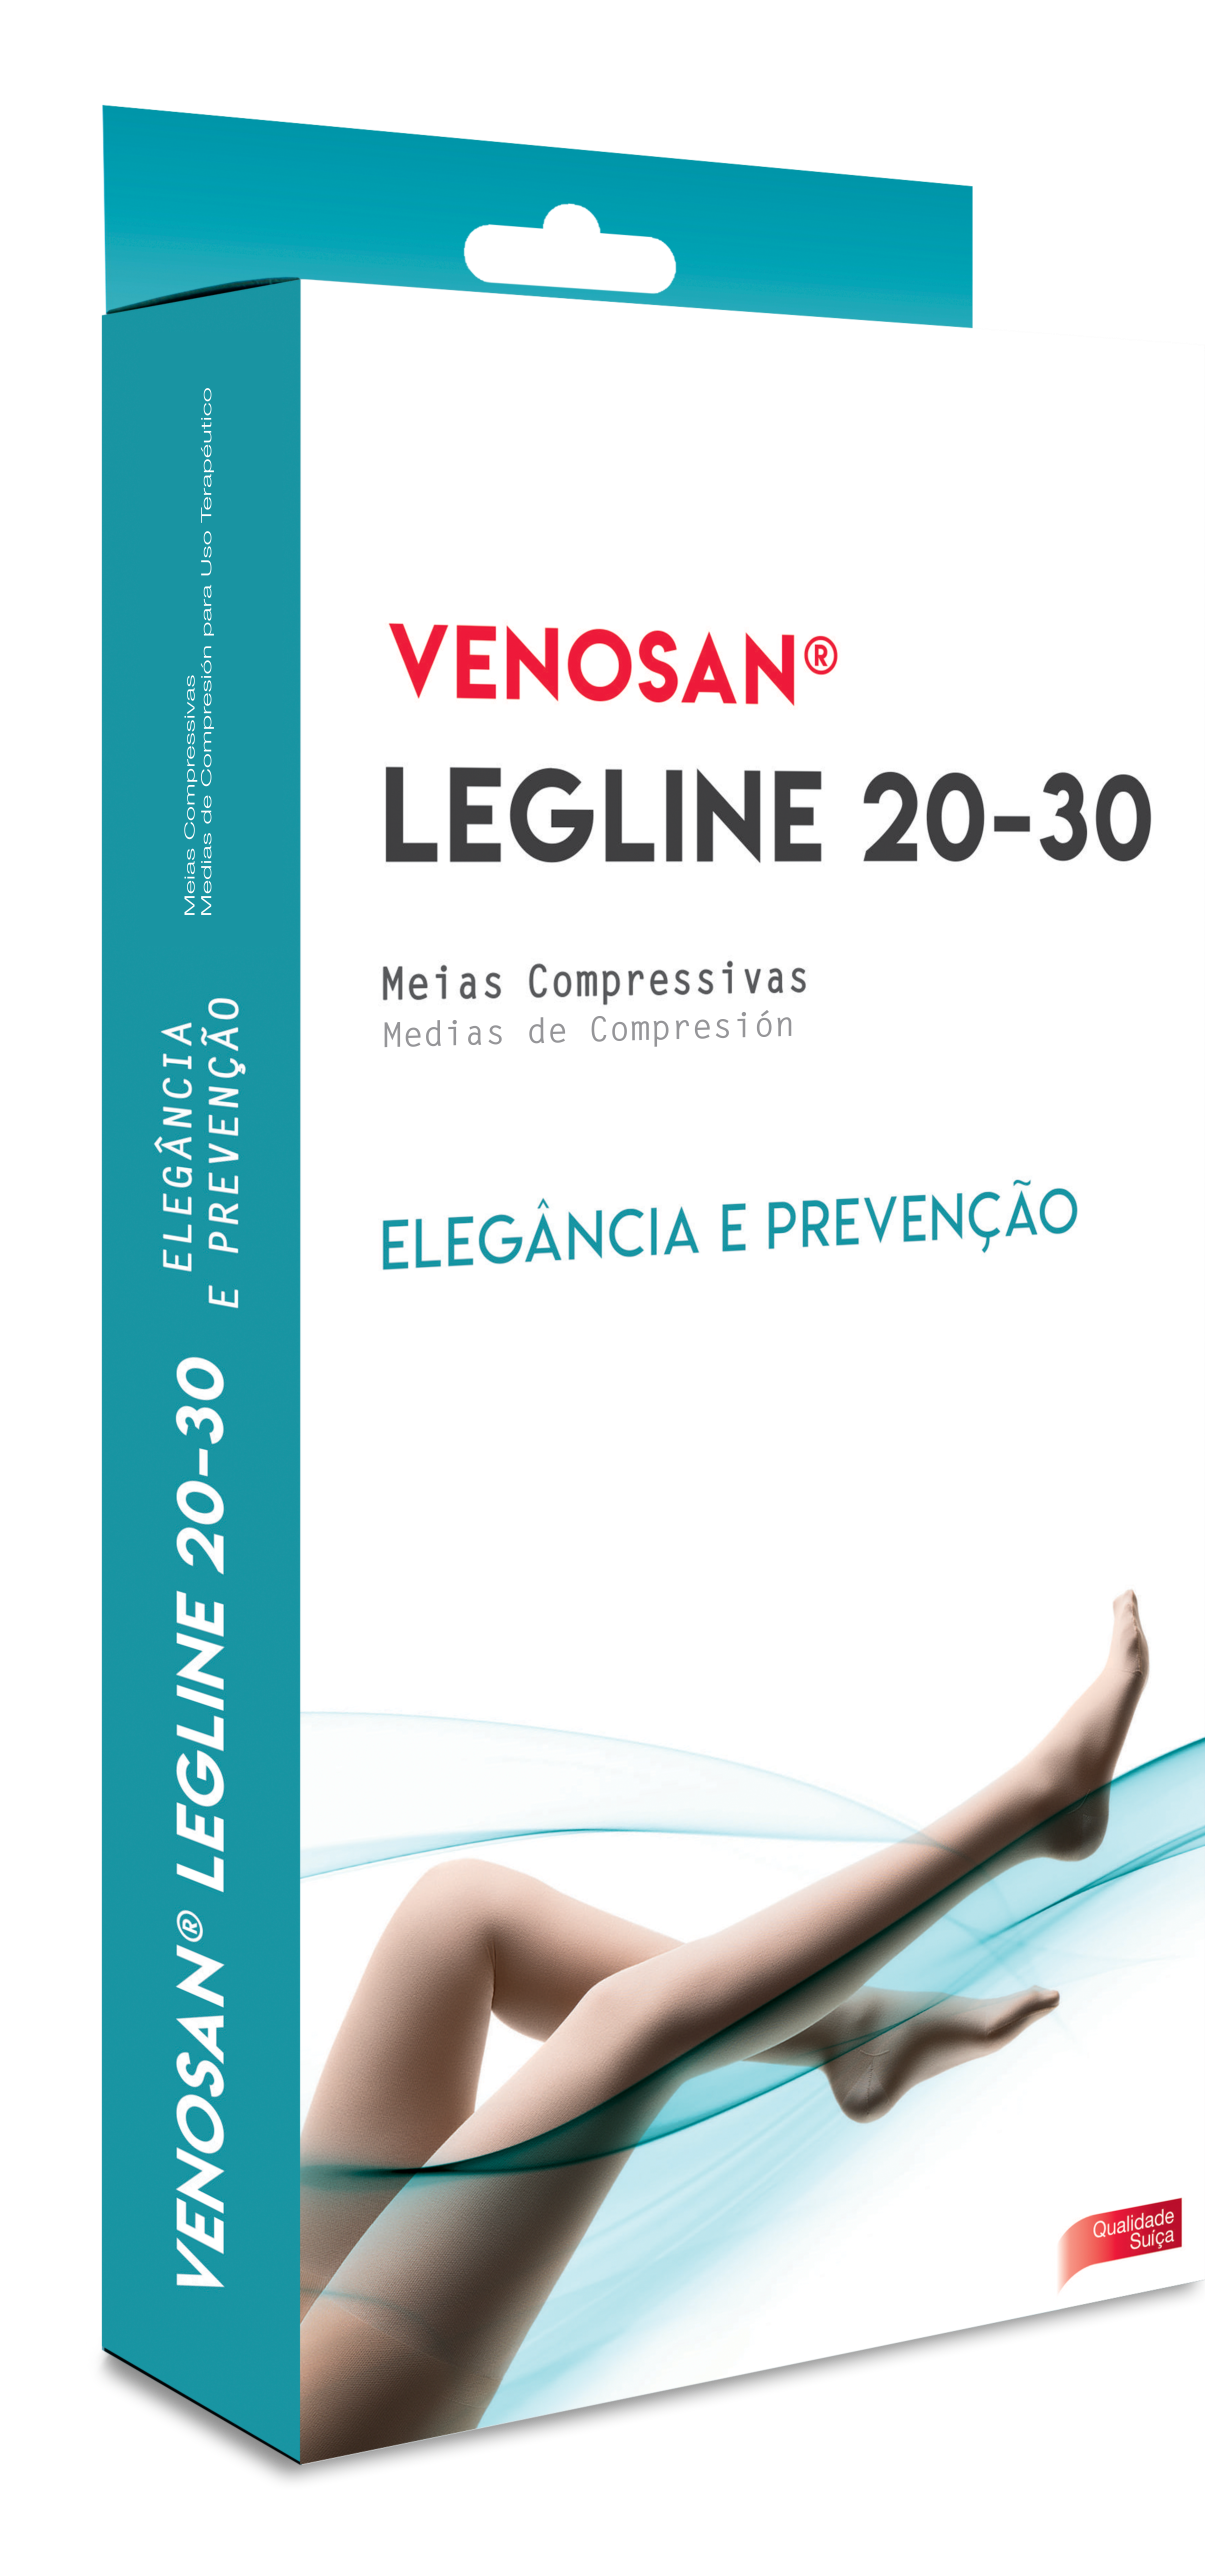 VENOSAN®
LEGLINE 20-30
Meias Compressivas
Medias de Compresión
ELEGÂNCIA E PREVENÇÃO
Qualidade
Suíça
VENOSAN® LEGLINE 20-30
ELEGÂNCIA
E PREVENÇÃO
Meias Compressivas
Medias de Compresión para Uso Terapéutico